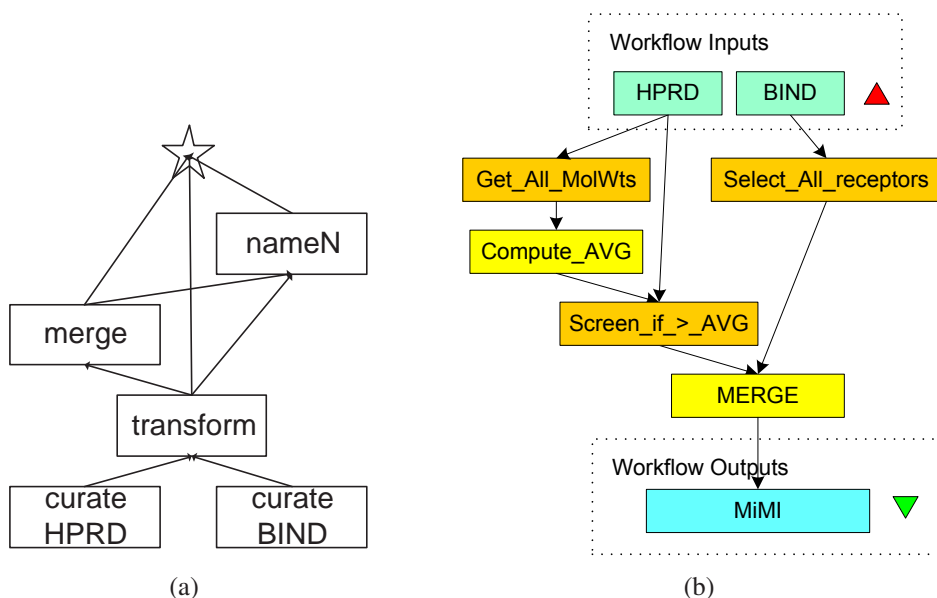 nameN
merge
transform
curate
HPRD
curate
BIND
(a)
Workflow Inputs
HPRD
BIND
Get_All_MolWts
Select_All_receptors
Compute_AVG
Screen_if_>_AVG
MERGE
Workflow Outputs
MiMI
(b)